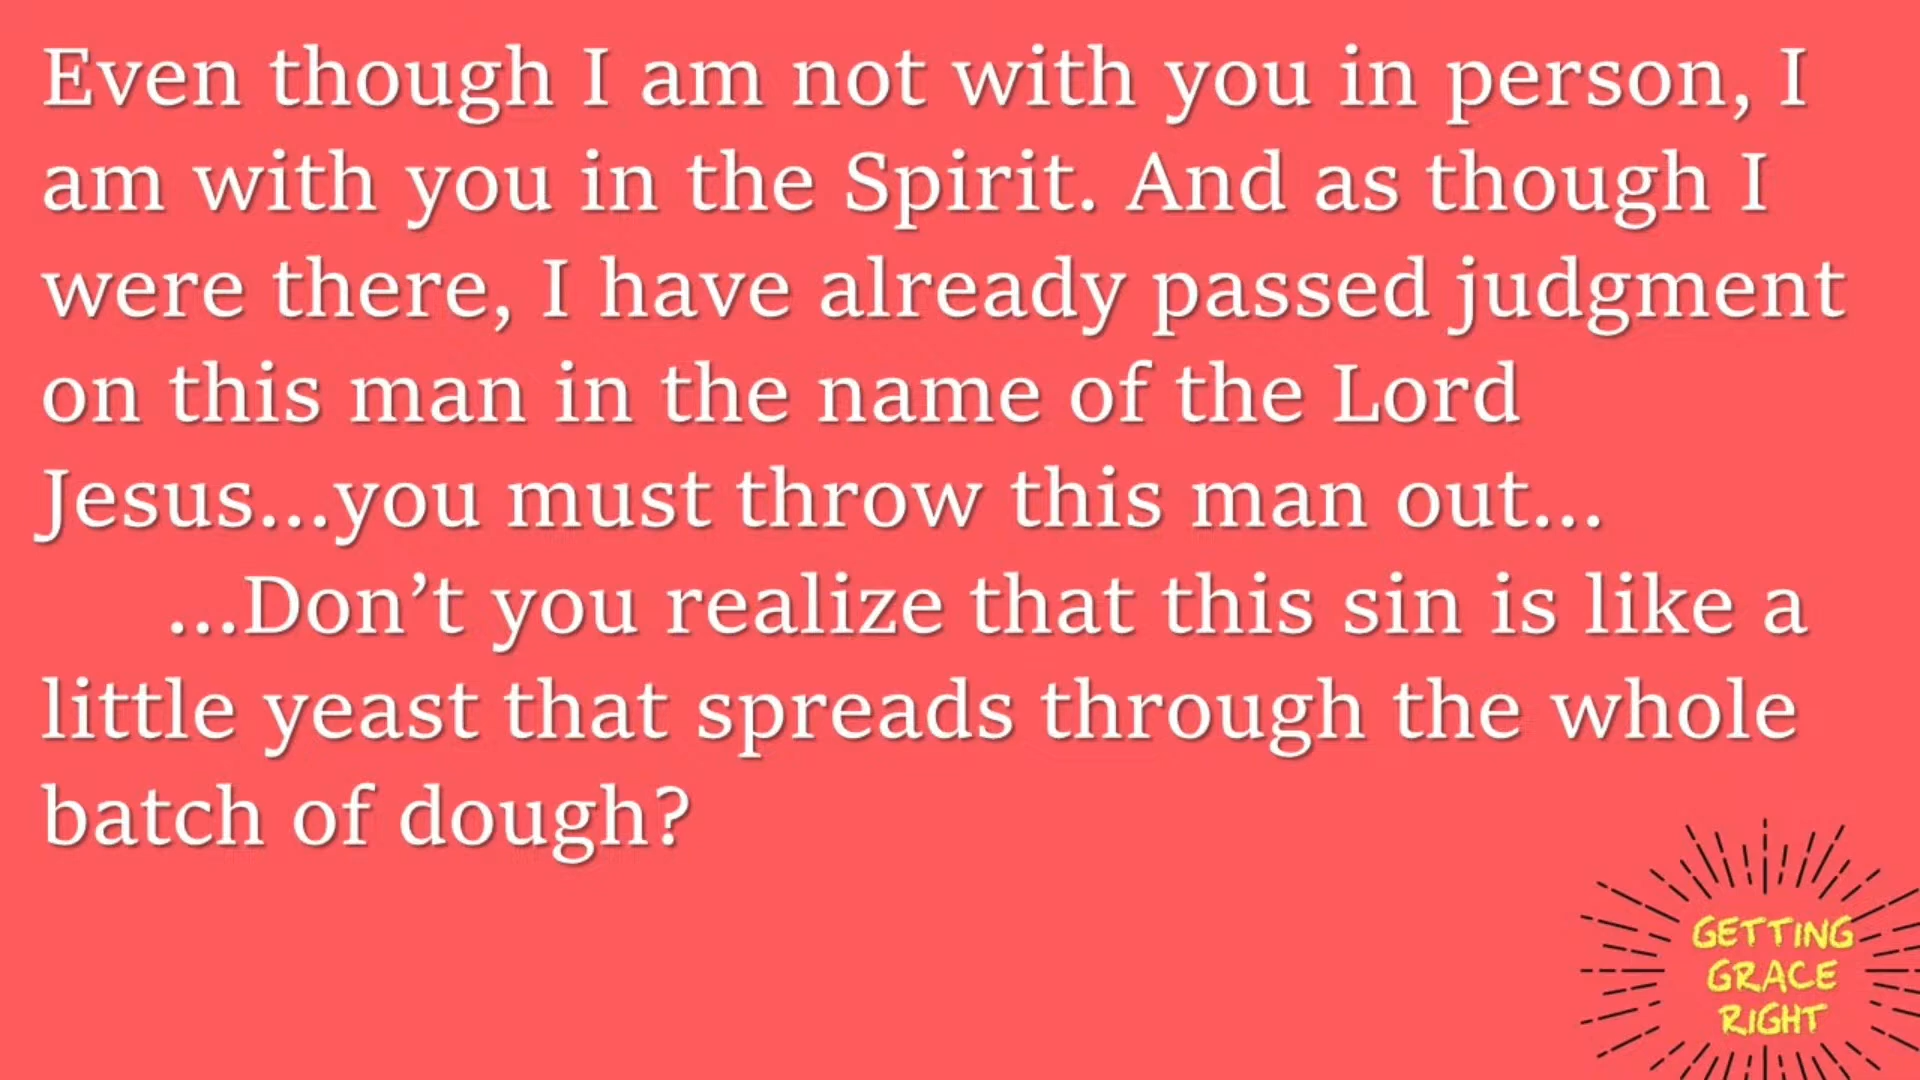 Even though I am not with you in person, I
am with you in the Spirit. And as though I
were there, I have already passed judgment
on this man in the name of the Lord
Jesus...you must throw this man out...
...Don’t you realize that this sin is like a
little yeast that spreads through the whole
batch of dough?
GETTING
GRACE
RIGHT